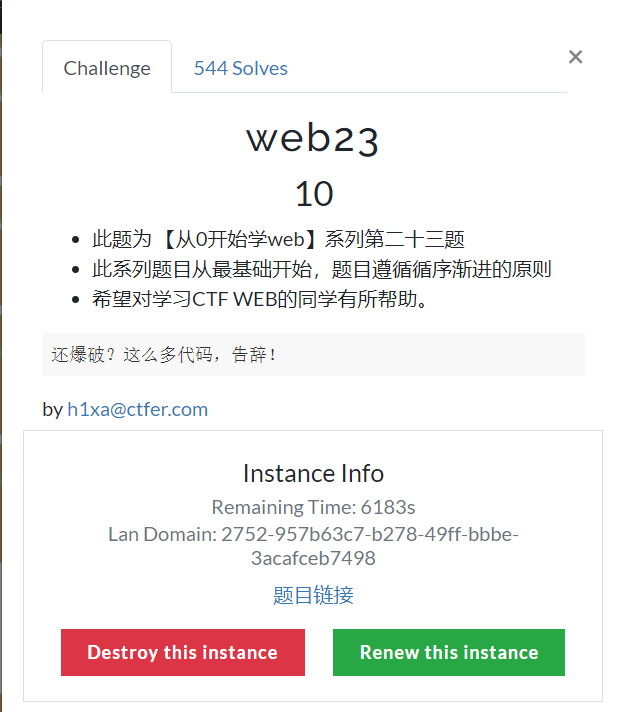 Challenge
544 Solves
×
web23
10
此题为 【从0开始学web】系列第二十三题
此系列题目从最基础开始，题目遵循循序渐进的原则
希望对学习CTF WEB的同学有所帮助。
还爆破？这么多代码，告辞！
by h1xa@ctfer.com
Instance Info
Remaining Time: 6183s
Lan Domain: 2752-957b63c7-b278-49ff-bbbe-
3acafceb7498
题目链接
Destroy this instance
Renew this instance